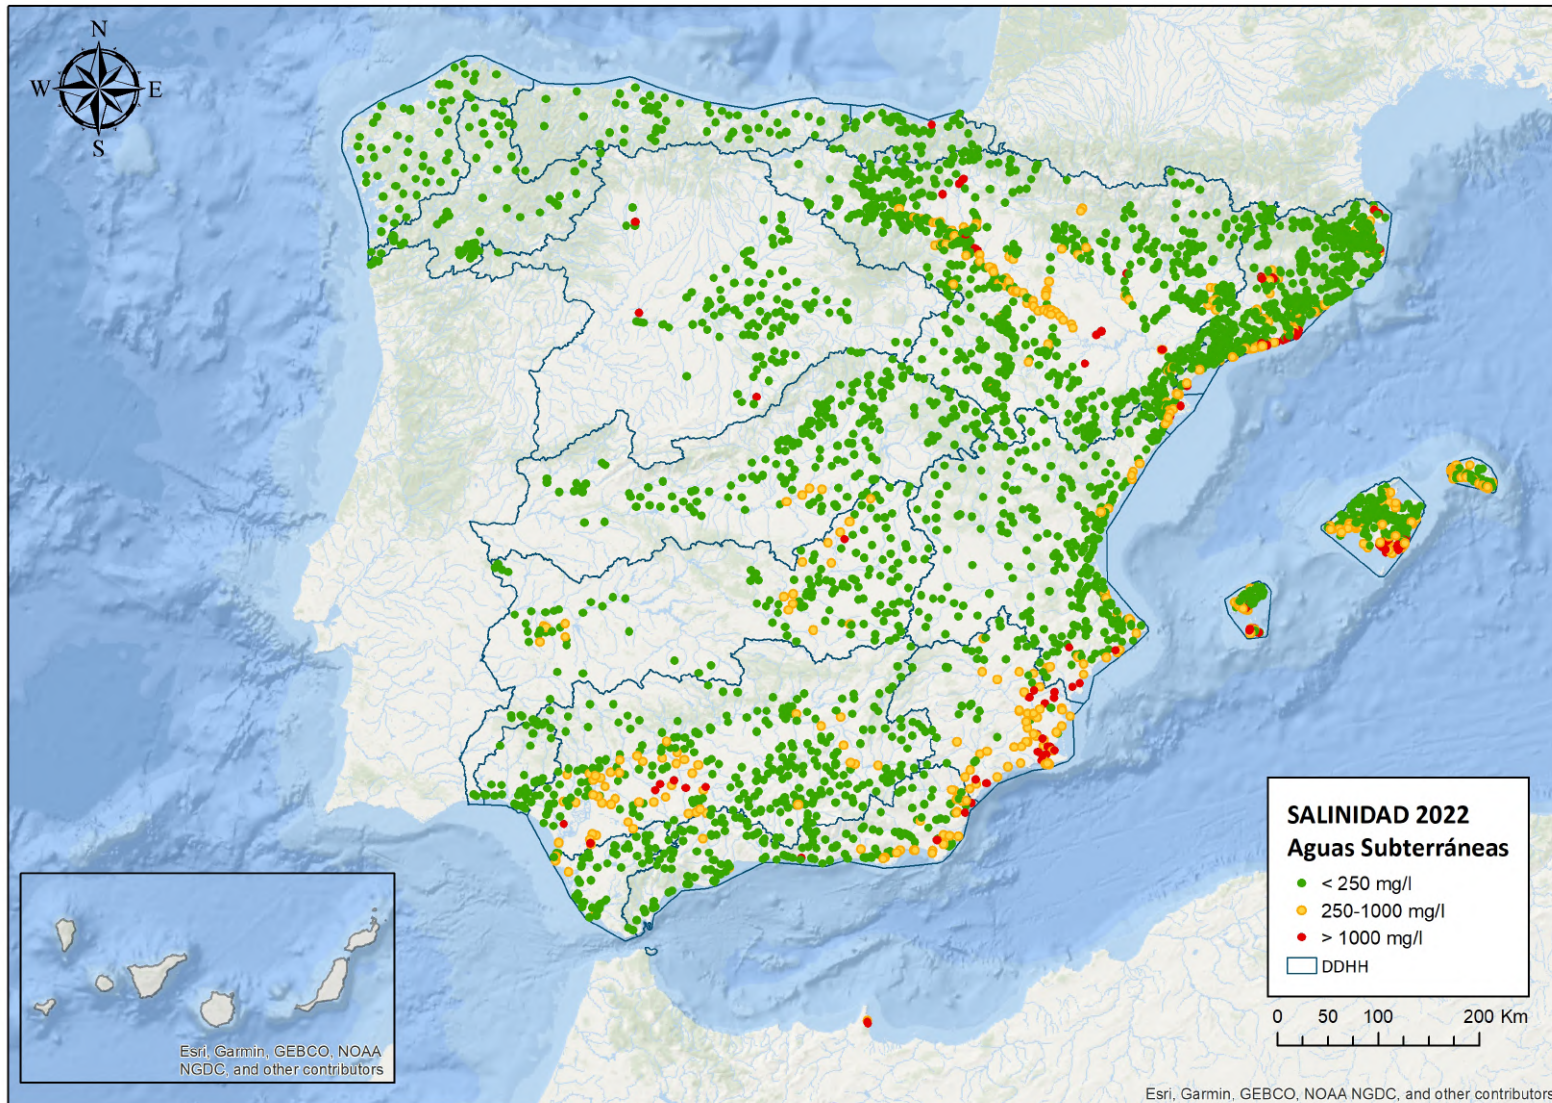 N
W E
S
SALINIDAD 2022
Aguas Subterráneas
< 250 mg/l
250-1000 mg/l
> 1000 mg/l
DDHH
0 50 100 200 Km
Esri, Garmin, GEBCO, NOAA
NGDC, and other contributors
Esri, Garmin, GEBCO, NOAA NGDC, and other contributors